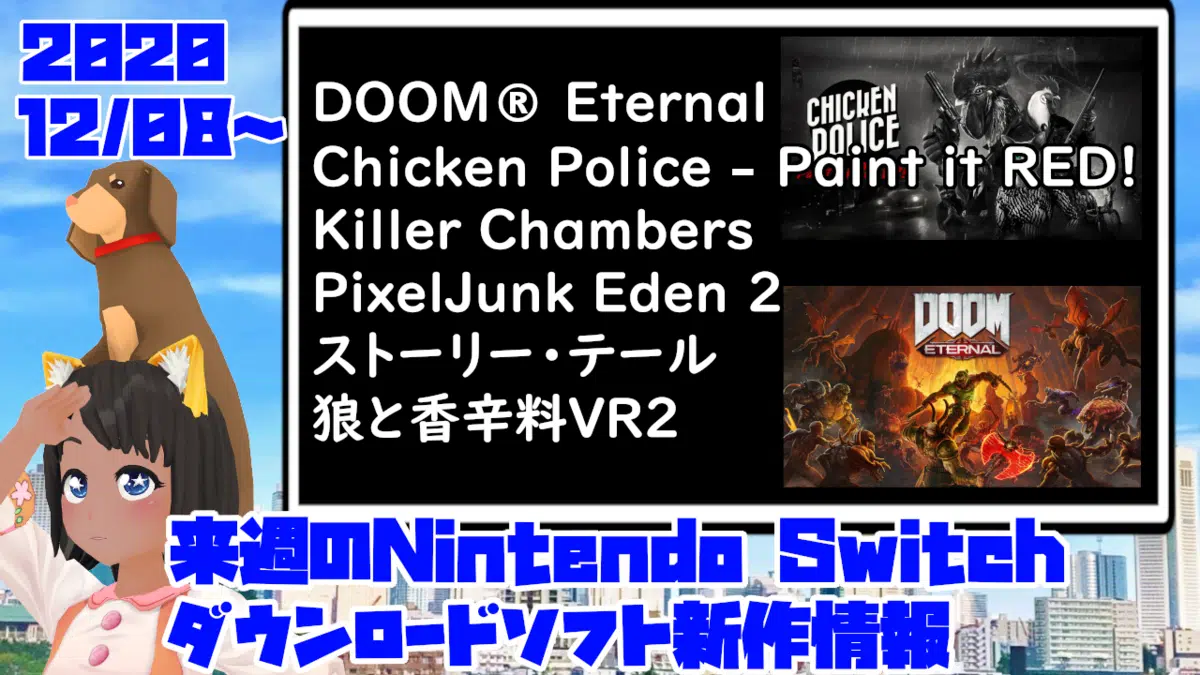 2020
12/08~
DOOM® Eternal
Chicken Police – Paint it RED!
Killer Chambers
PixelJunk Eden 2
ストーリー・テール
狼と香辛料VR2
CHICKEN
POLICE
DOOM
ETERNAL
来週のNintendo Switch
ダウンロードソフト新作情報